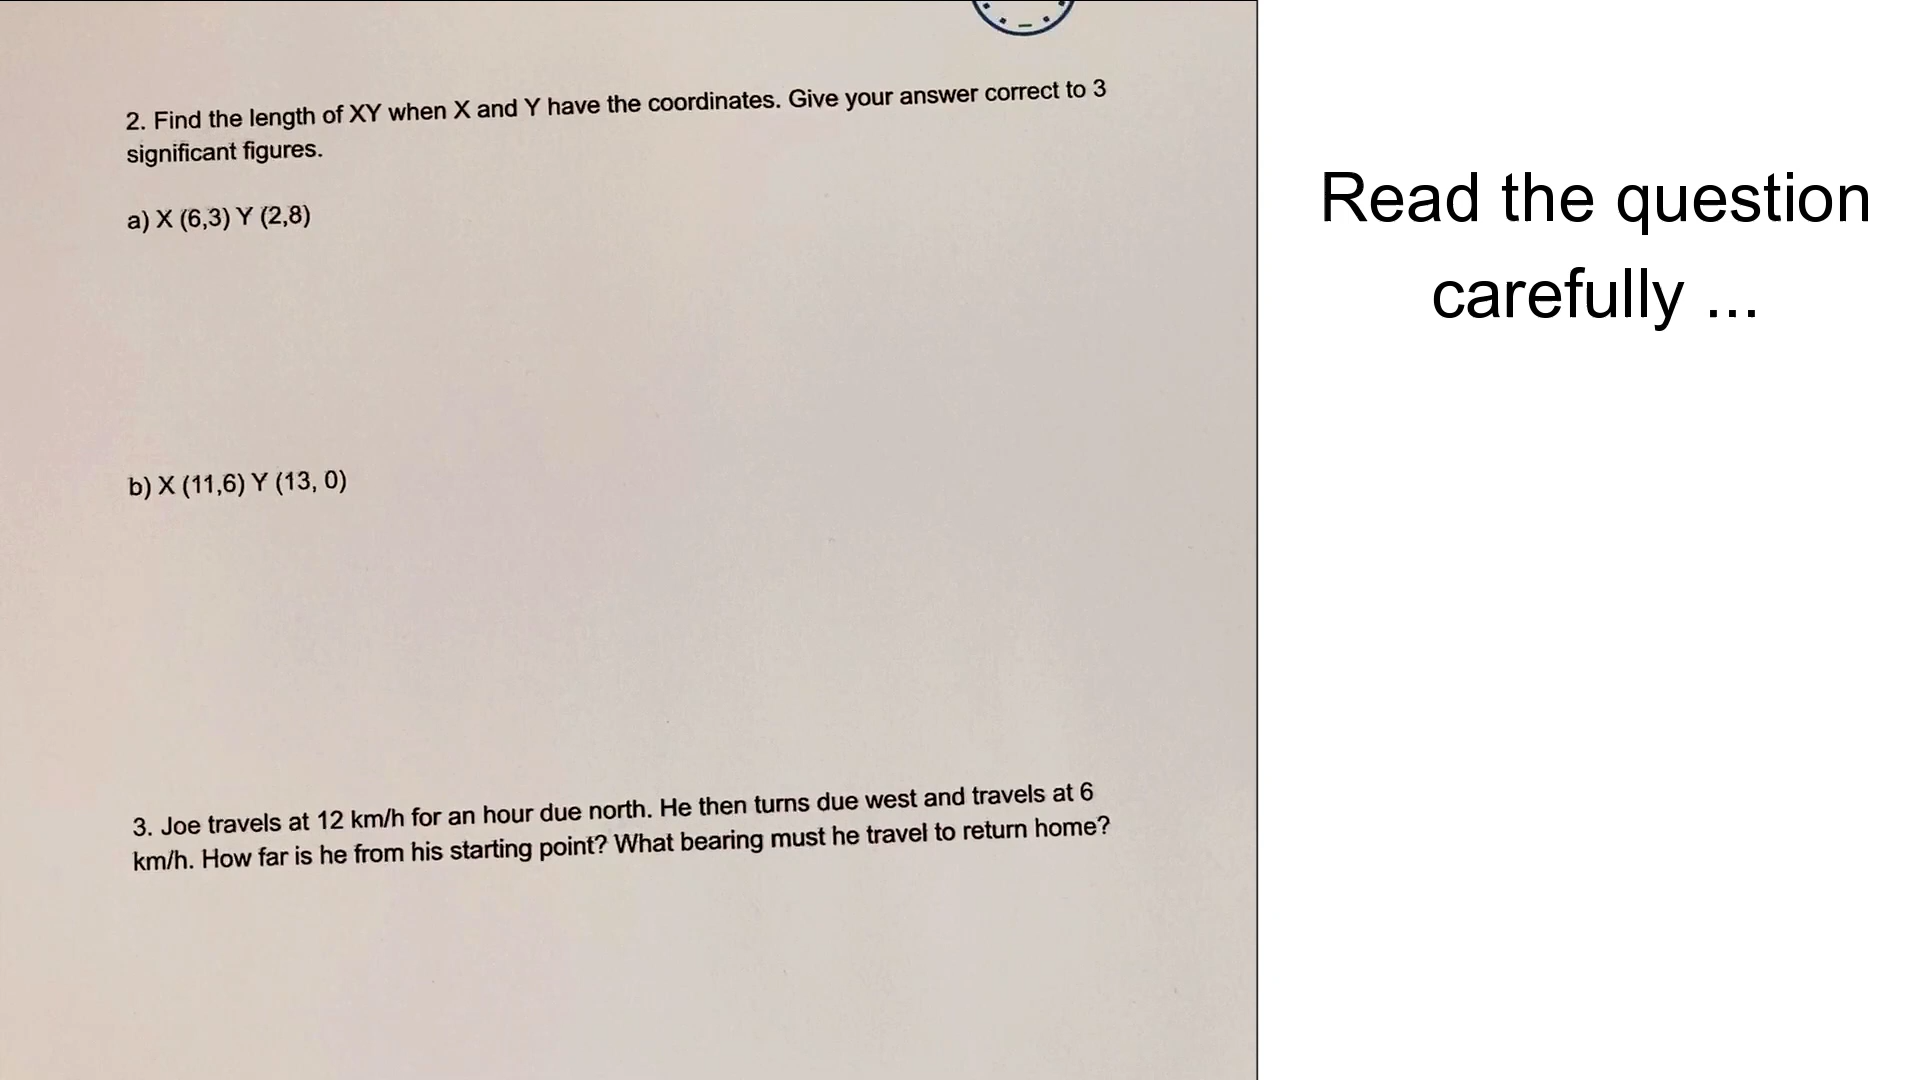 2. Find the length of XY when X and Y have the coordinates. Give your answer correct to 3
significant figures.
a) X (6,3) Y (2,8)
b) X (11,6) Y (13, 0)
3. Joe travels at 12 km/h for an hour due north. He then turns due west and travels at 6
km/h. How far is he from his starting point? What bearing must he travel to return home?
Read the question
carefully ...